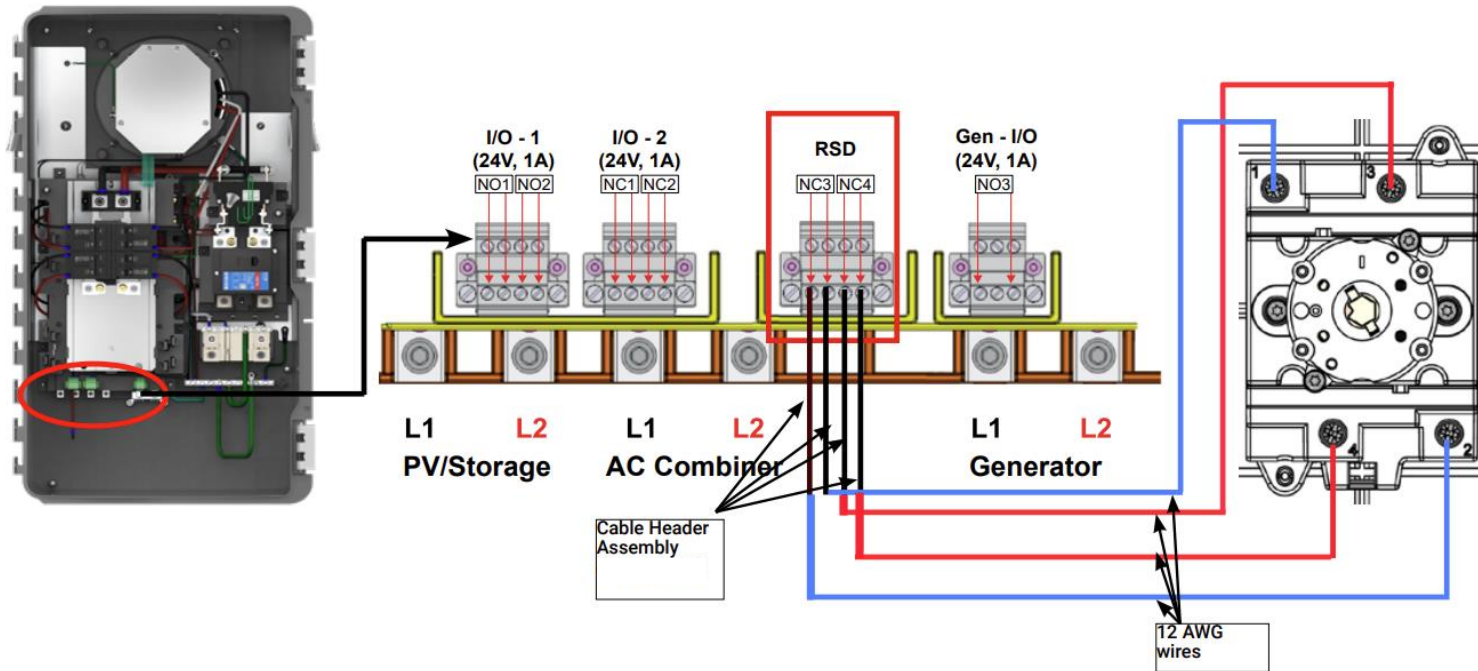 I/O - 1
(24V, 1A)
NO1 NO2
I/O - 2
(24V, 1A)
NC1 NC2
RSD
NC3 NC4
Gen - I/O
(24V, 1A)
NO3
1
3
I
4
2
L1
L2
PV/Storage
L1
L2
AC Combiner
L1
L2
Generator
Cable Header
Assembly
12 AWG
wires